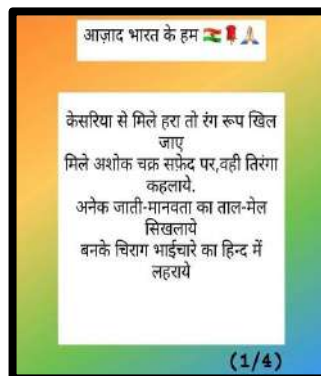 आज़ाद भारत के हम 🇮🇳🌹🙏
केसरिया से मिले हरा तो रंग रूप खिल
जाए
मिले अशोक चक्र सफ़ेद पर,वही तिरंगा
कहलाये.
अनेक जाती-मानवता का ताल-मेल
सिखलाये
बनके चिराग भाईचारे का हिन्द में
लहराये
(1/4)